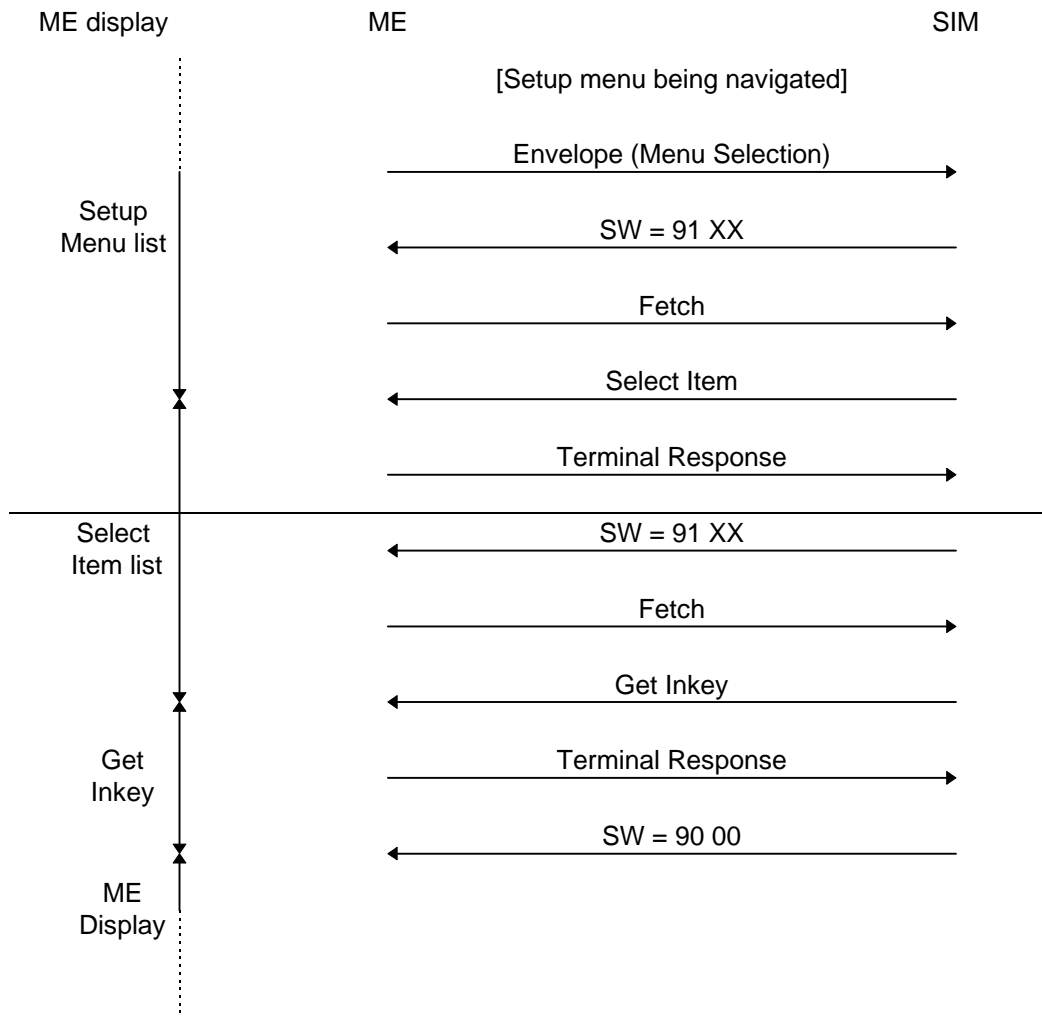 ME display ME SIM
[Setup menu being navigated]
Envelope (Menu Selection)
Setup
Menu list
SW = 91 XX
Fetch
Select Item
Terminal Response
Select
Item list
SW = 91 XX
Fetch
Get Inkey
Get
Inkey
Terminal Response
SW = 90 00
ME
Display